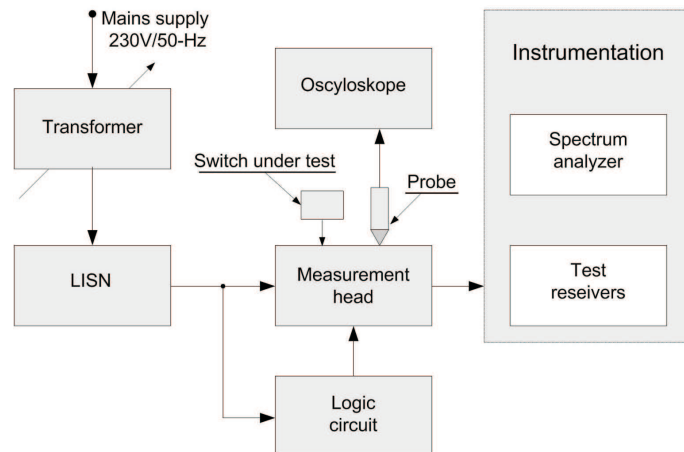 Mains supply
230V/50-Hz
Transformer
Oscyloskope
Instrumentation
Spectrum
analyzer
Switch under test
Probe
LISN
Measurement
head
Test
reseivers
Logic
circuit